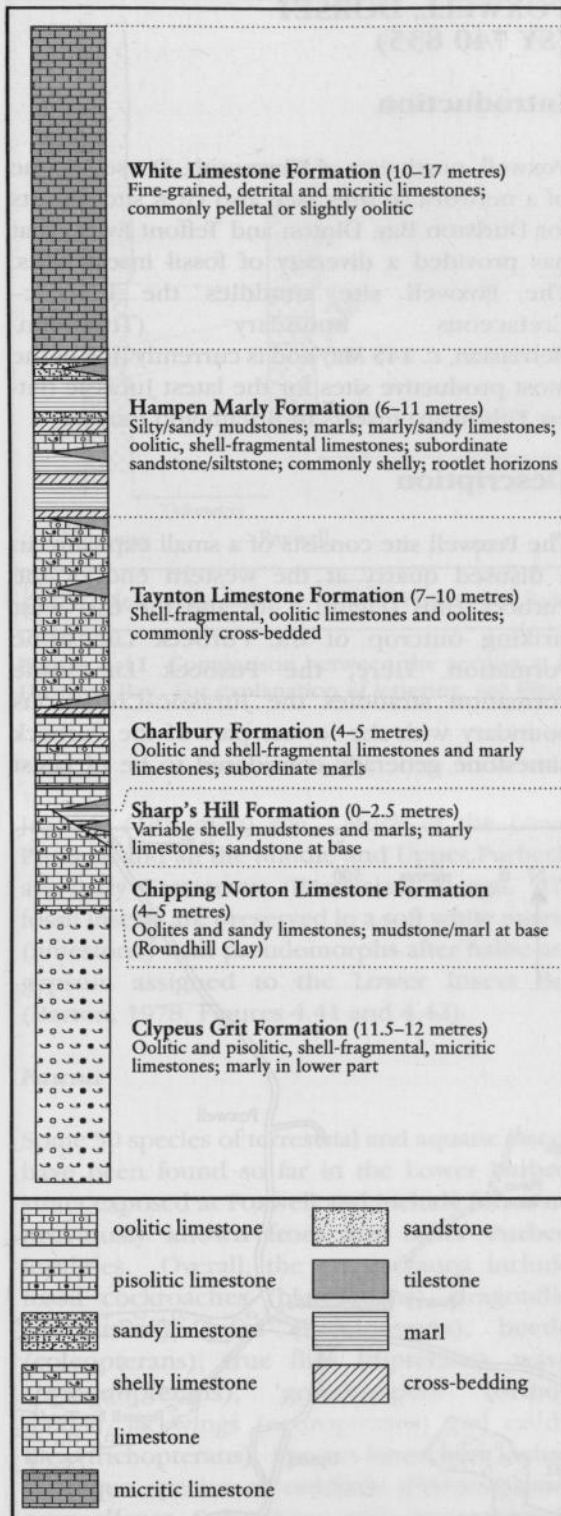 White Limestone Formation (10–17 metres)
Fine-grained, detrital and micritic limestones;
commonly pelletal or slightly oolitic
Hampen Marly Formation (6–11 metres)
Silty/sandy mudstones; marls; marly/sandy limestones;
oolitic, shell-fragmental limestones; subordinate
sandstone/siltstone; commonly shelly; rootlet horizons
Taynton Limestone Formation (7–10 metres)
Shell-fragmental, oolitic limestones and oolites;
commonly cross-bedded
Charlbury Formation (4–5 metres)
Oolitic and shell-fragmental limestones and marly
limestones; subordinate marls
Sharp's Hill Formation (0–2.5 metres)
Variable shelly mudstones and marls; marly
limestones; sandstone at base
Chipping Norton Limestone Formation
(4–5 metres)
Oolites and sandy limestones; mudstone/marl at base
(Roundhill Clay)
Clypeus Grit Formation (11.5–12 metres)
Oolitic and pisolitic, shell-fragmental, micritic
limestones; marly in lower part
oolitic limestone
pisolitic limestone
sandy limestone
shelly limestone
limestone
micritic limestone
sandstone
tilestone
marl
cross-bedding